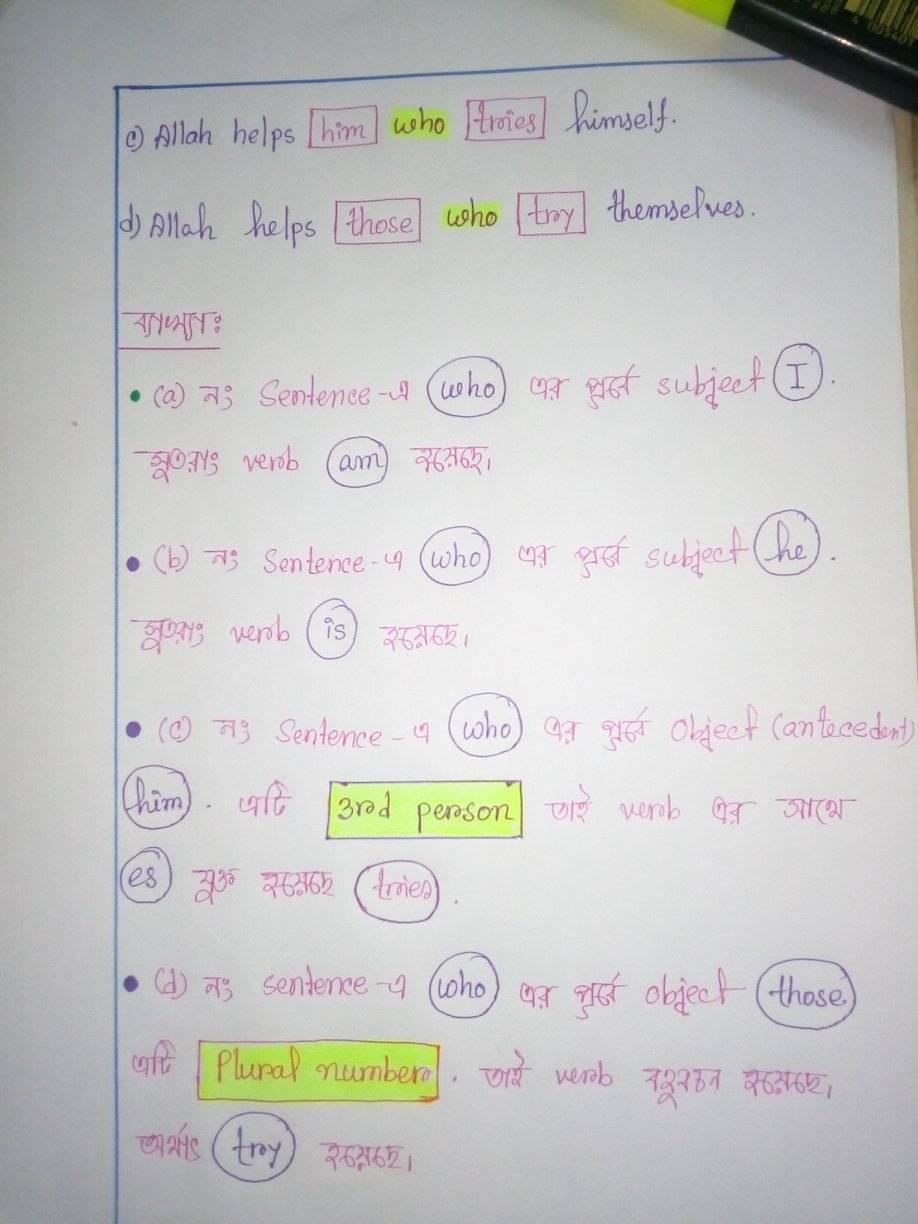 c) Allah helps him who tries himself.
d) Allah helps those who try themselves.
ব্যাখ্যাঃ
• (a) নং Sentence-এ who এর পূর্বে subject I.
সুতরাং verb am হয়েছে।
• (b) নং Sentence-এ who এর পূর্বে subject he.
সুতরাং verb is হয়েছে।
• (c) নং Sentence-এ who এর পূর্বে Object (antecedent)
him. এটি 3rd person তাই verb এর সাথে
es যুক্ত হয়েছে tries.
• (d) নং sentence-এ who এর পূর্বে object those
এটি Plural number. তাই verb বহুবচন হয়েছে,
অর্থাৎ try হয়েছে।